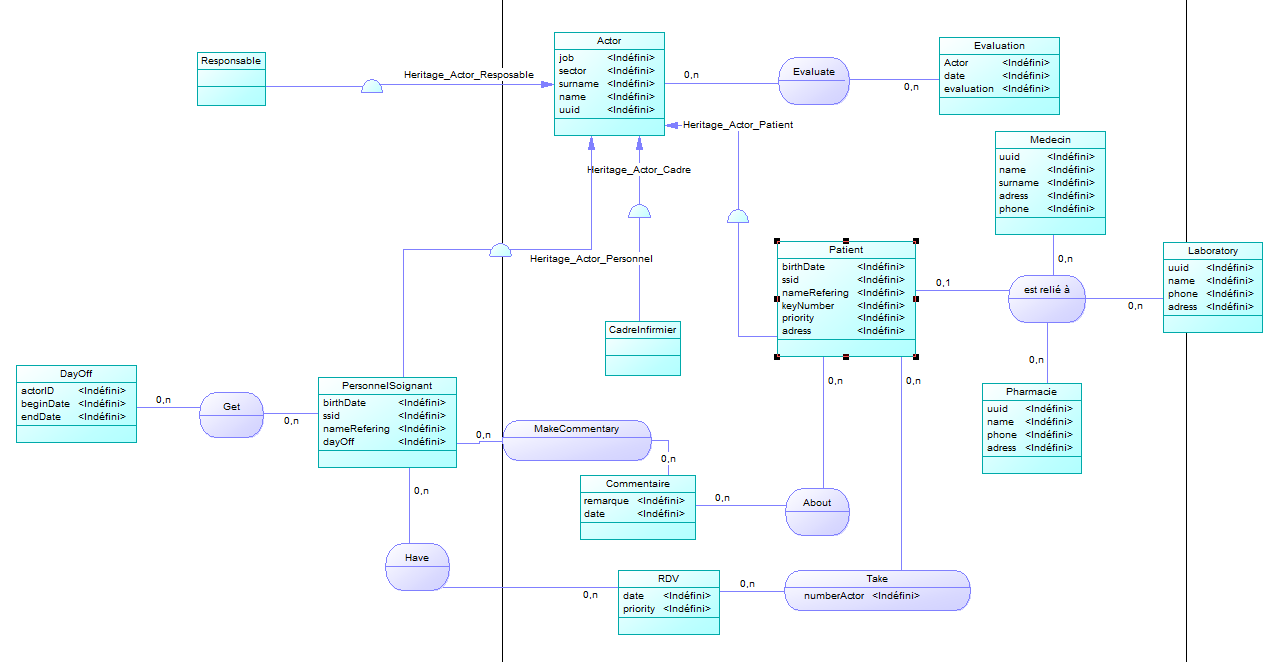 Responsable
Heritage_Actor_Resposable
Actor
job <Indéfini>
sector <Indéfini>
surname <Indéfini>
name <Indéfini>
uuid <Indéfini>
0,n
Evaluate
0,n
Evaluation
Actor <Indéfini>
date <Indéfini>
evaluation <Indéfini>
Heritage_Actor_Patient
Heritage_Actor_Cadre
Heritage_Actor_Personnel
Medecin
uuid <Indéfini>
name <Indéfini>
surname <Indéfini>
adress <Indéfini>
phone <Indéfini>
0,n
Patient
birthDate <Indéfini>
ssid <Indéfini>
nameRefering <Indéfini>
keyNumber <Indéfini>
priority <Indéfini>
adress <Indéfini>
0,1
est relié à
0,n
Laboratory
uuid <Indéfini>
name <Indéfini>
phone <Indéfini>
adress <Indéfini>
CadreInfirmier
0,n
Pharmacie
uuid <Indéfini>
name <Indéfini>
phone <Indéfini>
adress <Indéfini>
DayOff
actorID <Indéfini>
beginDate <Indéfini>
endDate <Indéfini>
0,n
Get
0,n
PersonnelSoignant
birthDate <Indéfini>
ssid <Indéfini>
nameRefering <Indéfini>
dayOff <Indéfini>
0,n
MakeCommentary
0,n
Commentaire
remarque <Indéfini>
date <Indéfini>
0,n
About
0,n
0,n
0,n
Have
0,n
RDV
date <Indéfini>
priority <Indéfini>
0,n
Take
numberActor <Indéfini>